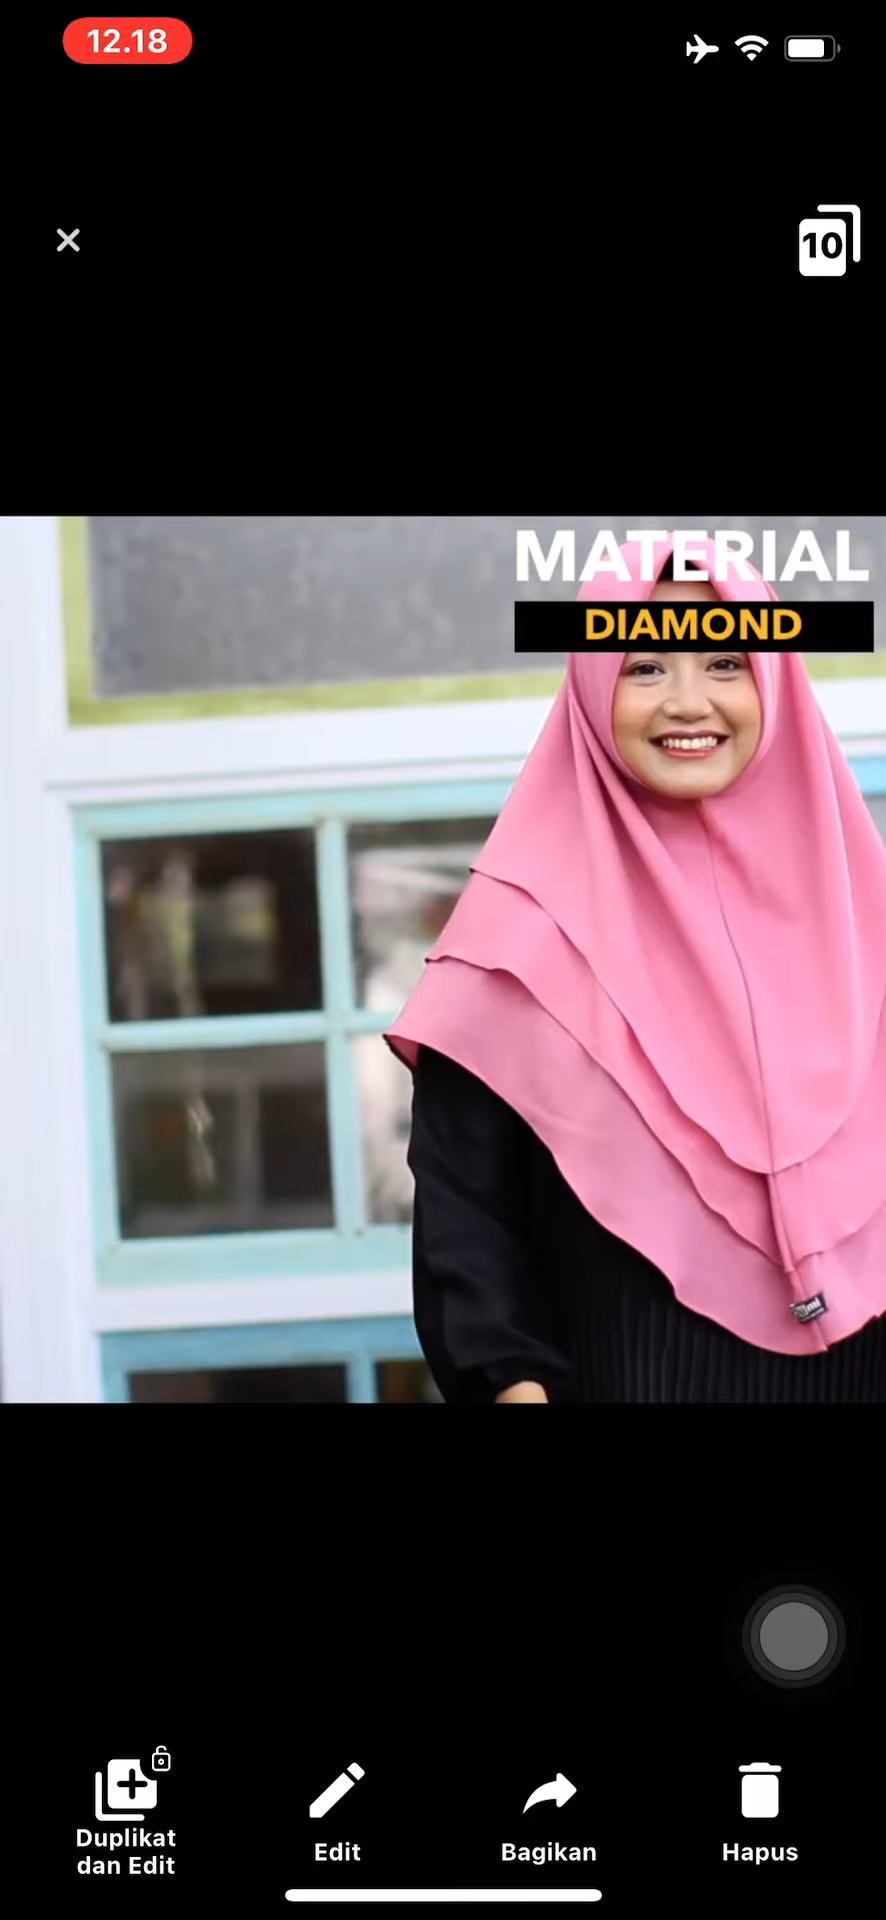 12.18
10
MATERIAL
DIAMOND
Duplikat
dan Edit
Edit
Bagikan
Hapus